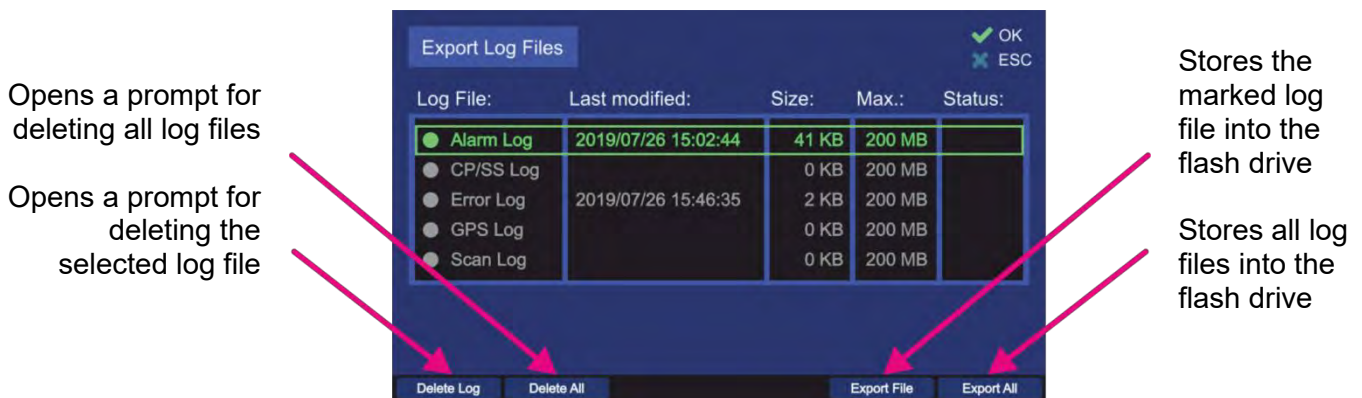 Opens a prompt for
deleting all log files
Opens a prompt for
deleting the
selected log file
Export Log Files
OK
ESC
Log File: Last modified: Size: Max.: Status:
Alarm Log 2019/07/26 15:02:44 41 KB 200 MB
CP/SS Log 0 KB 200 MB
Error Log 2019/07/26 15:46:35 2 KB 200 MB
GPS Log 0 KB 200 MB
Scan Log 0 KB 200 MB
Delete Log Delete All Export File Export All
Stores the
marked log
file into the
flash drive
Stores all log
files into the
flash drive